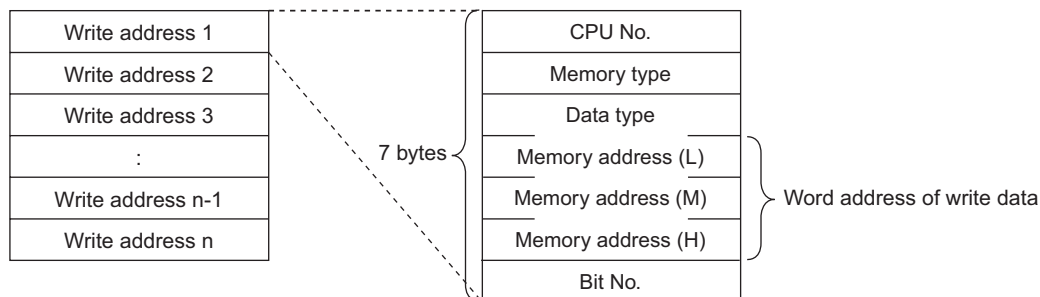 Write address 1
Write address 2
Write address 3
:
Write address n-1
Write address n
7 bytes
CPU No.
Memory type
Data type
Memory address (L)
Memory address (M)
Memory address (H)
Bit No.
Word address of write data